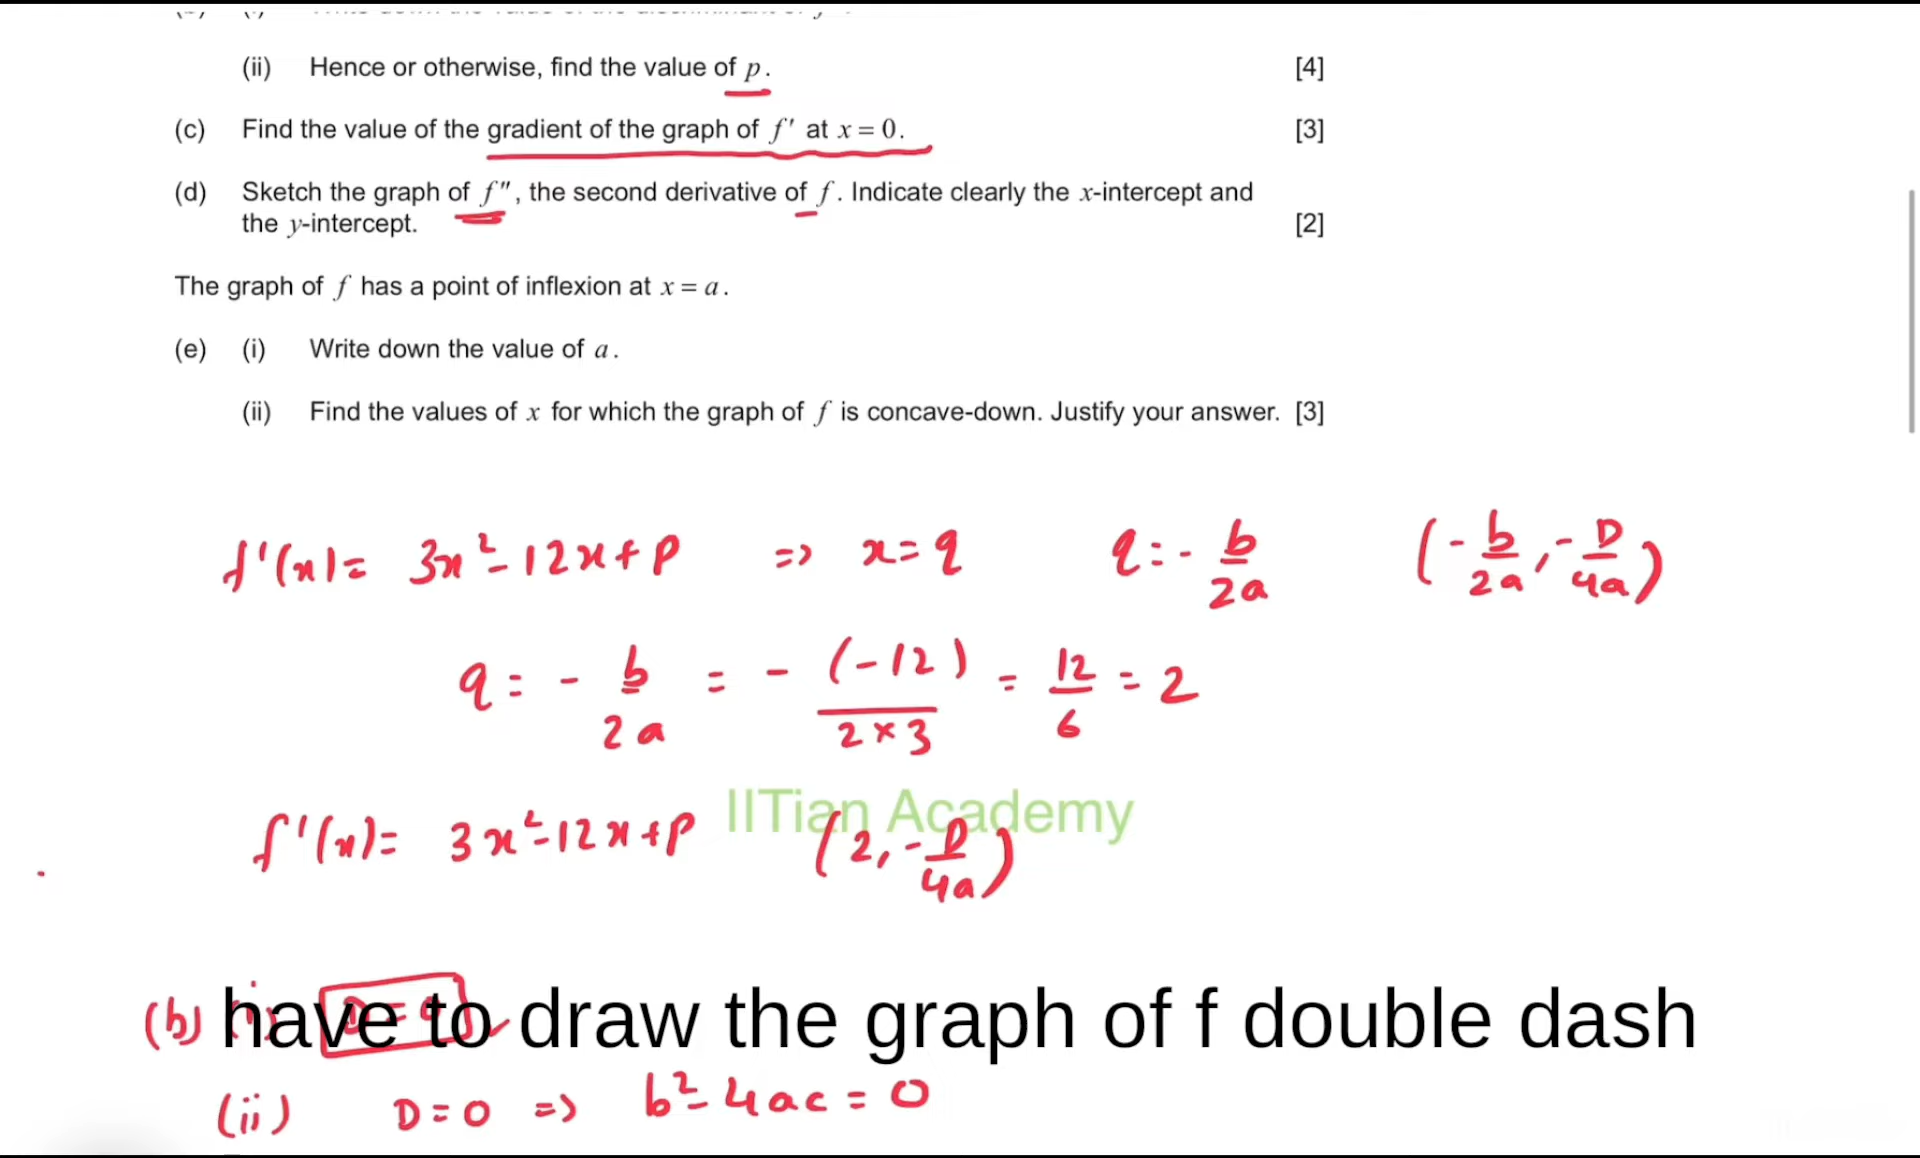 (ii) Hence or otherwise, find the value of p. [4]
(c) Find the value of the gradient of the graph of f′ at x = 0. [3]
(d) Sketch the graph of f″, the second derivative of f. Indicate clearly the x-intercept and
the y-intercept. [2]
The graph of f has a point of inflexion at x = a.
(e) (i) Write down the value of a.
(ii) Find the values of x for which the graph of f is concave-down. Justify your answer. [3]
f'(x)= 3x²-12x+p => x=q q=-b/2a (-b/2a, -D/4a)
q = -b/2a = -(-12)/2×3 = 12/6 = 2
IITian Academy
f'(x)= 3x²-12x+p (2, -D/4a)
(b) (i) D=0
have to draw the graph of f double dash
(ii) D=0 => b²-4ac=0